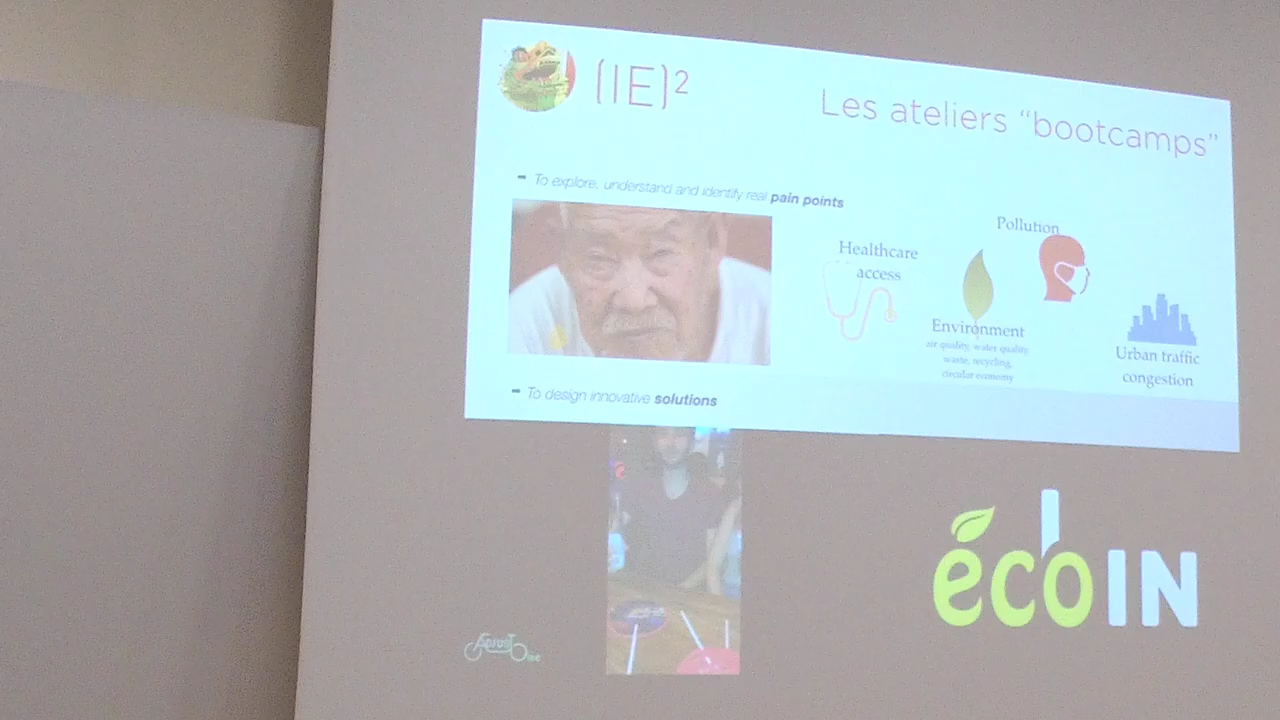 (IE)²
Les ateliers “bootcamps”
➡ To explore, understand and identify real pain points
Healthcare
access
Pollution
Environment
air quality, water quality,
waste, recycling,
circular economy
Urban traffic
congestion
➡ To design innovative solutions
écoIN